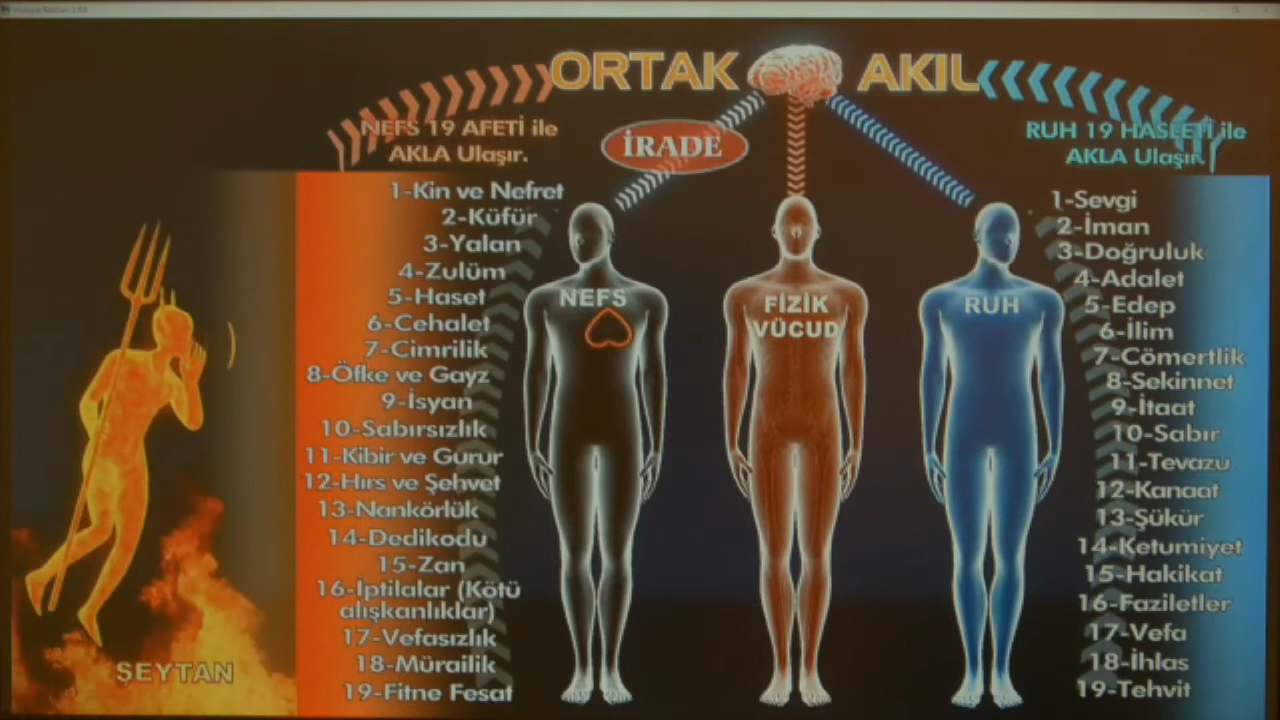 ORTAK AKIL
NEFS 19 AFETİ ile
AKLA Ulaşır.
İRADE
RUH 19 HASLETİ ile
AKLA Ulaşır.
1-Kin ve Nefret
2-Küfür
3-Yalan
4-Zulüm
5-Haset
6-Cehalet
7-Cimrilik
8-Öfke ve Gayz
9-İsyan
10-Sabırsızlık
11-Kibir ve Gurur
12-Hırs ve Şehvet
13-Nankörlük
14-Dedikodu
15-Zan
16-İptilalar (Kötü
alışkanlıklar)
17-Vefasızlık
18-Mürailik
19-Fitne Fesat
ŞEYTAN
NEFS
FİZİK
VÜCUD
RUH
1-Sevgi
2-İman
3-Doğruluk
4-Adalet
5-Edep
6-İlim
7-Cömertlik
8-Sekinnet
9-İtaat
10-Sabır
11-Tevazu
12-Kanaat
13-Şükür
14-Ketumiyet
15-Hakikat
16-Faziletler
17-Vefa
18-İhlas
19-Tehvit